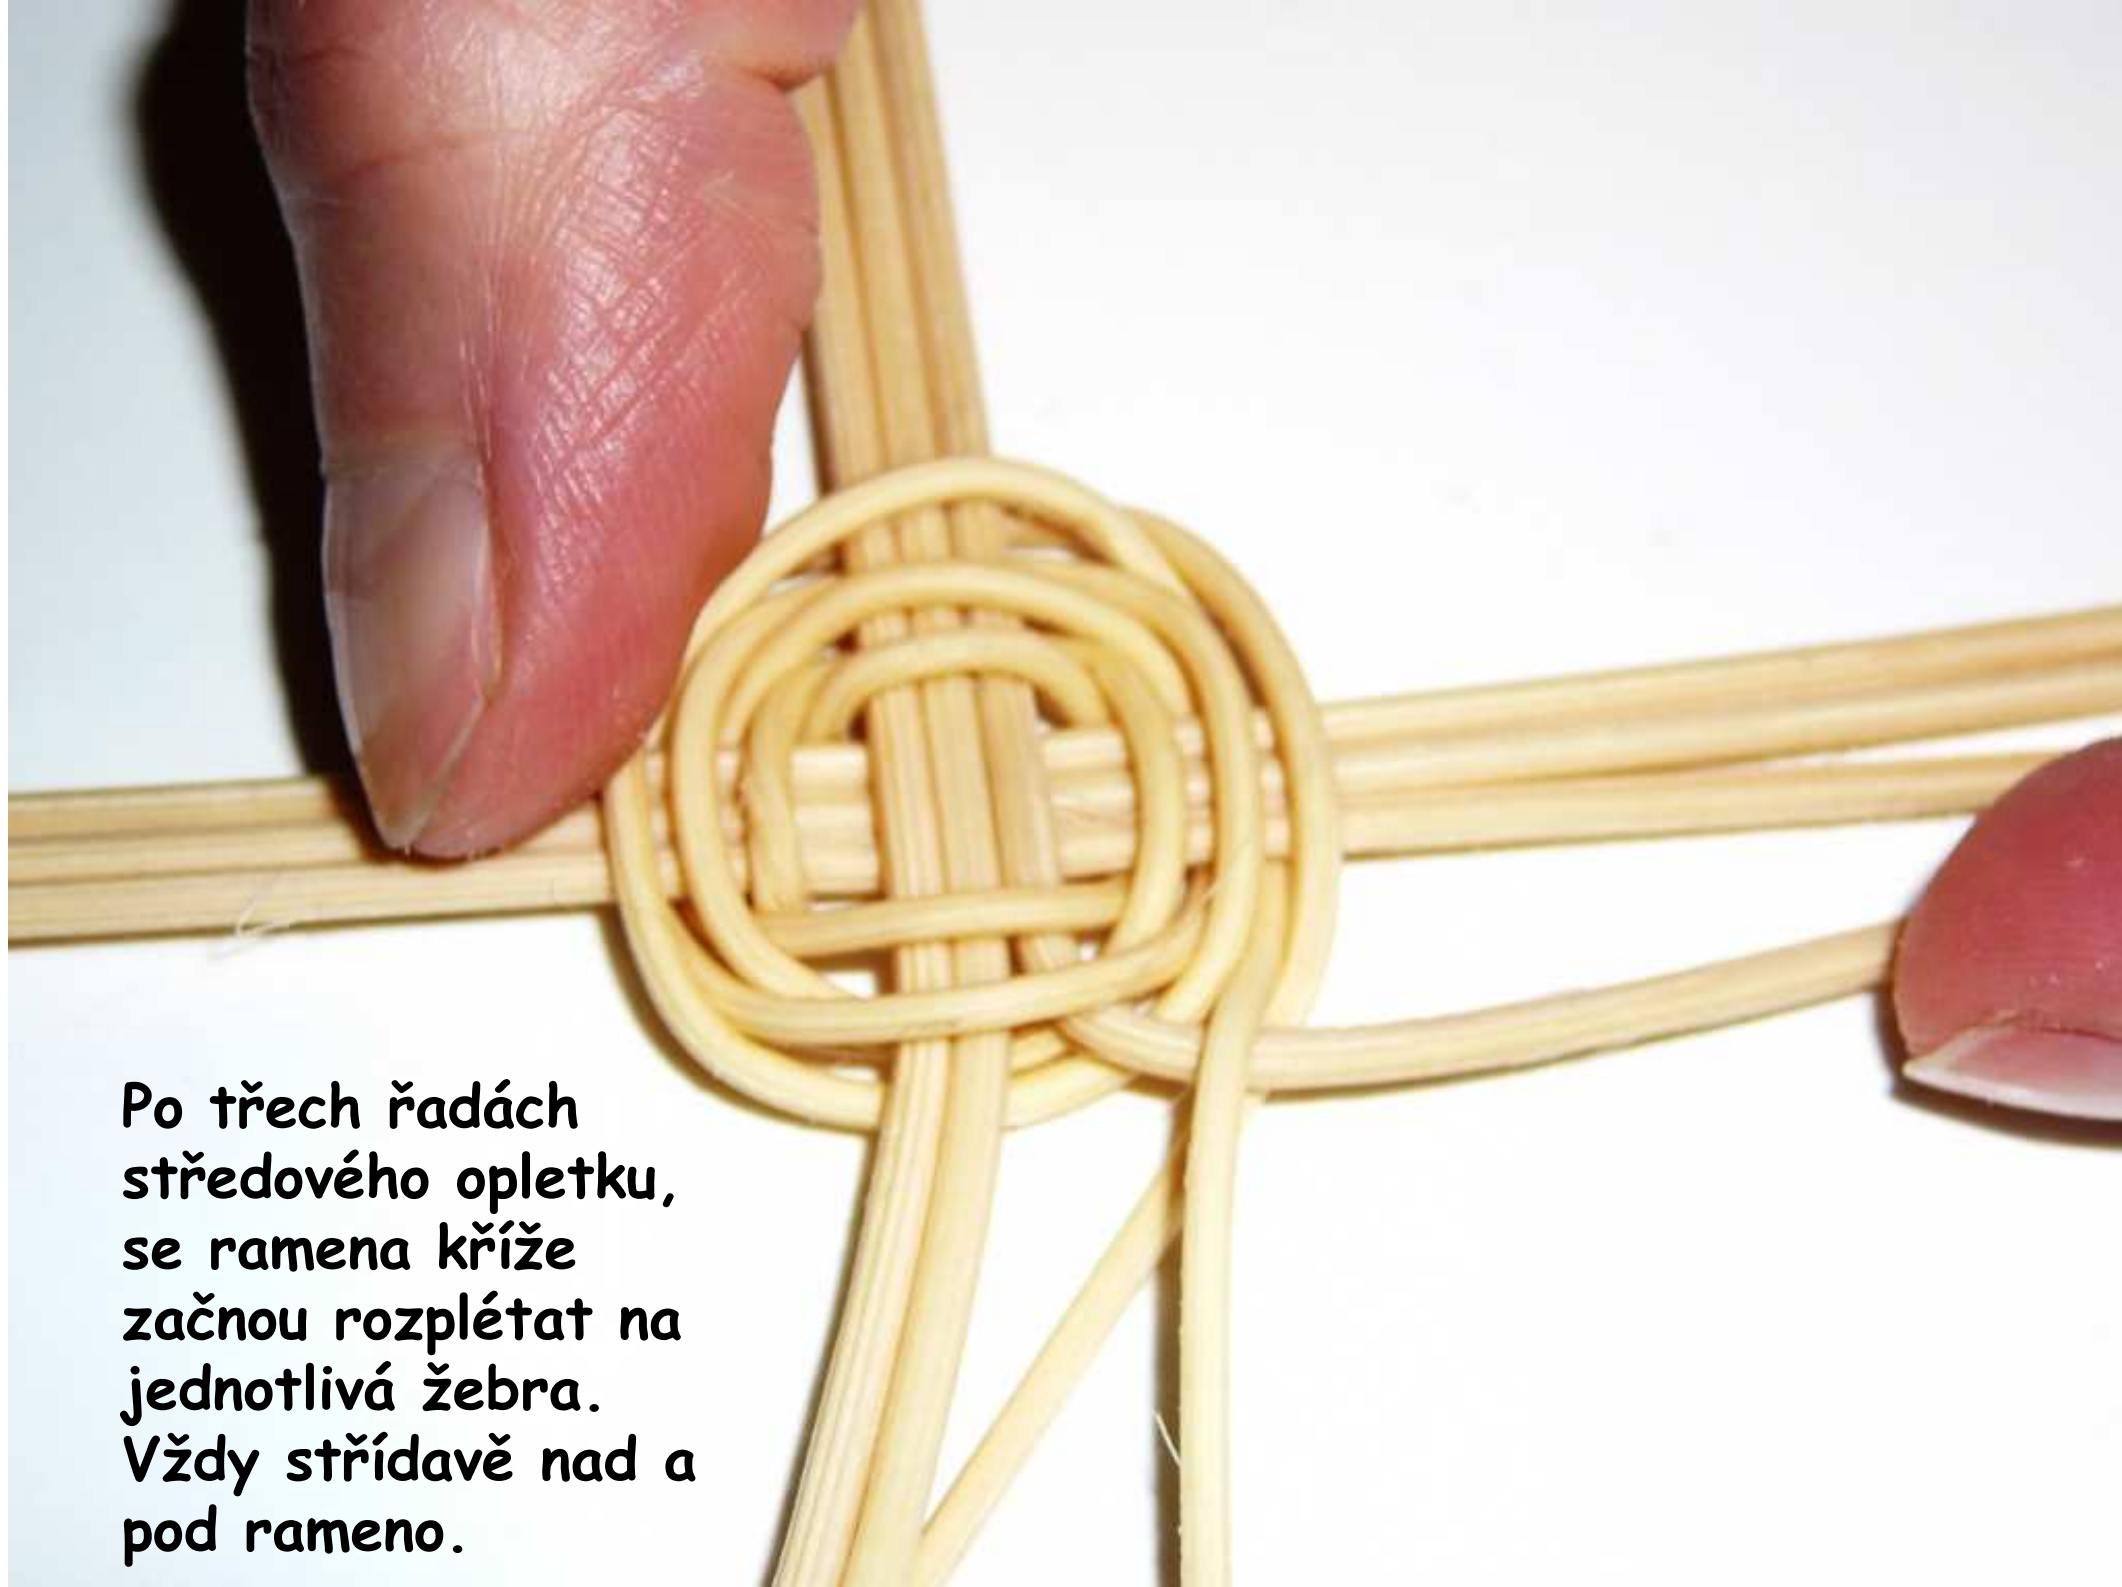 Po třech řadách
středového opletku,
se ramena kříže
začnou rozplétat na
jednotlivá žebra.
Vždy střídavě nad a
pod rameno.